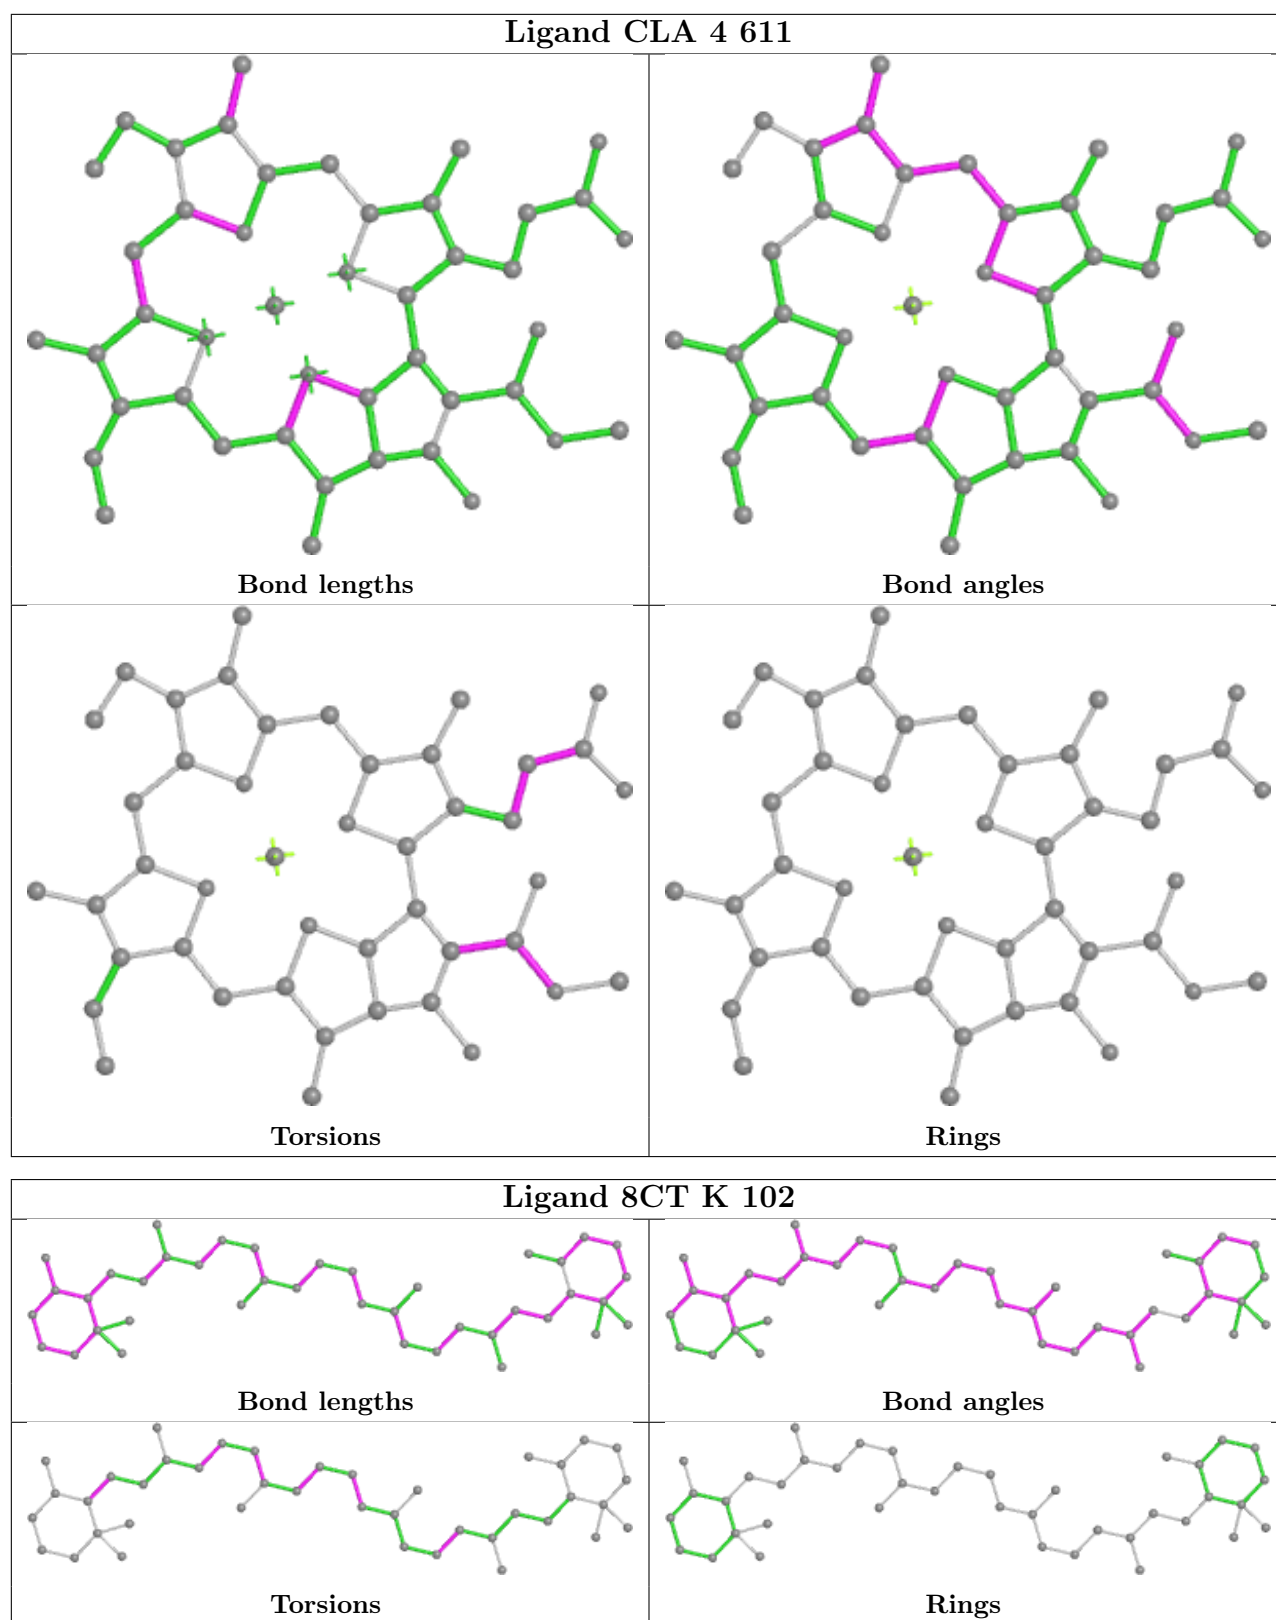 Ligand CLA 4 611
Bond lengths
Bond angles
Torsions
Rings
Ligand 8CT K 102
Bond lengths
Bond angles
Torsions
Rings